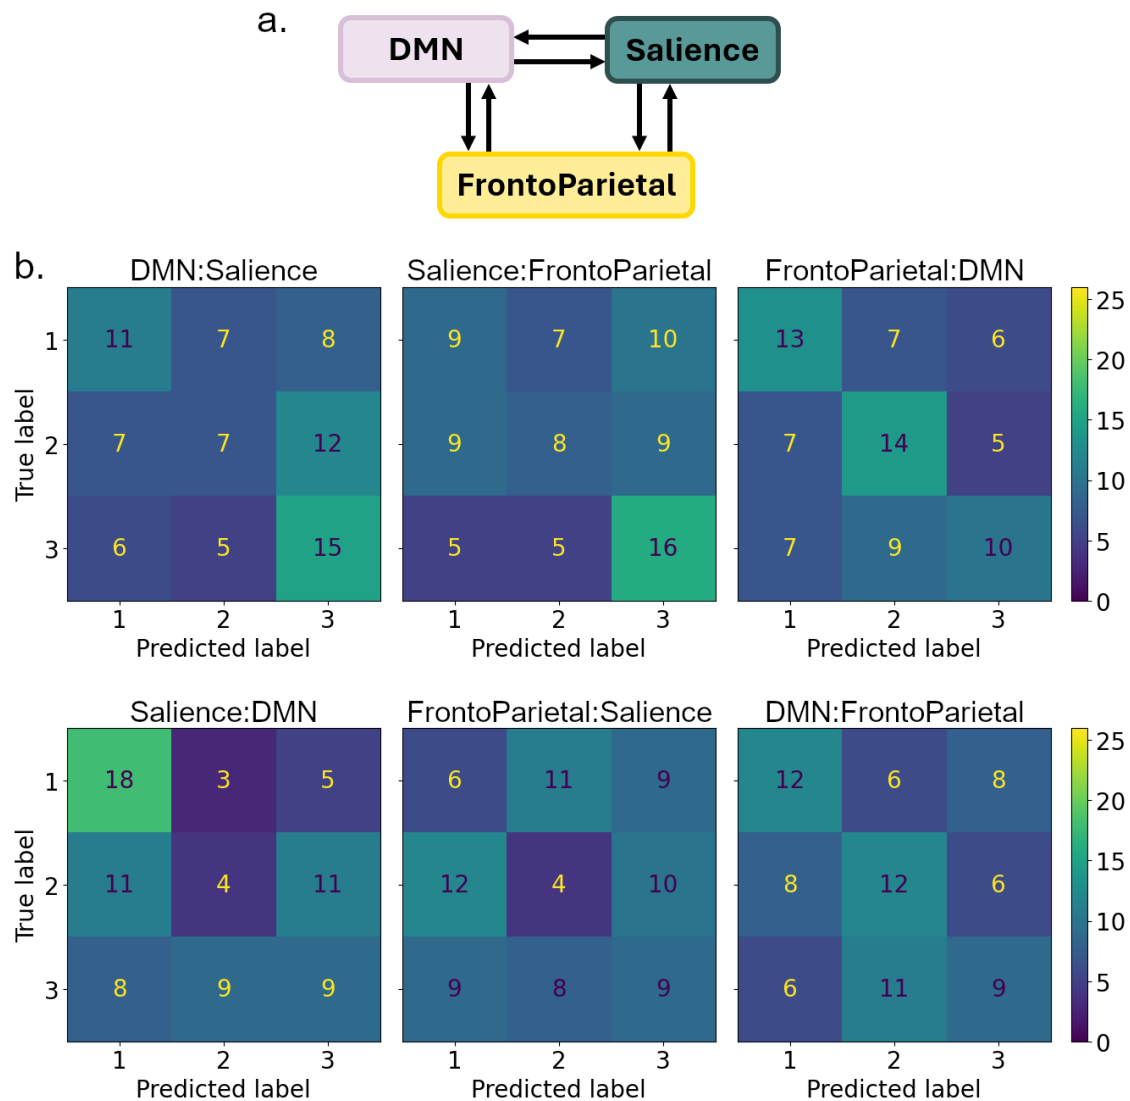 a.
DMN
Salience
FrontoParietal
b.
DMN:Salience
Salience:FrontoParietal
FrontoParietal:DMN
True label
1
11 7 8
9 7 10
13 7 6
2
7 7 12
9 8 9
7 14 5
3
6 5 15
5 5 16
7 9 10
1 2 3
1 2 3
1 2 3
Predicted label
Predicted label
Predicted label
25
20
15
10
5
0
Salience:DMN
FrontoParietal:Salience
DMN:FrontoParietal
True label
1
18 3 5
6 11 9
12 6 8
2
11 4 11
12 4 10
8 12 6
3
8 9 9
9 8 9
6 11 9
1 2 3
1 2 3
1 2 3
Predicted label
Predicted label
Predicted label
25
20
15
10
5
0